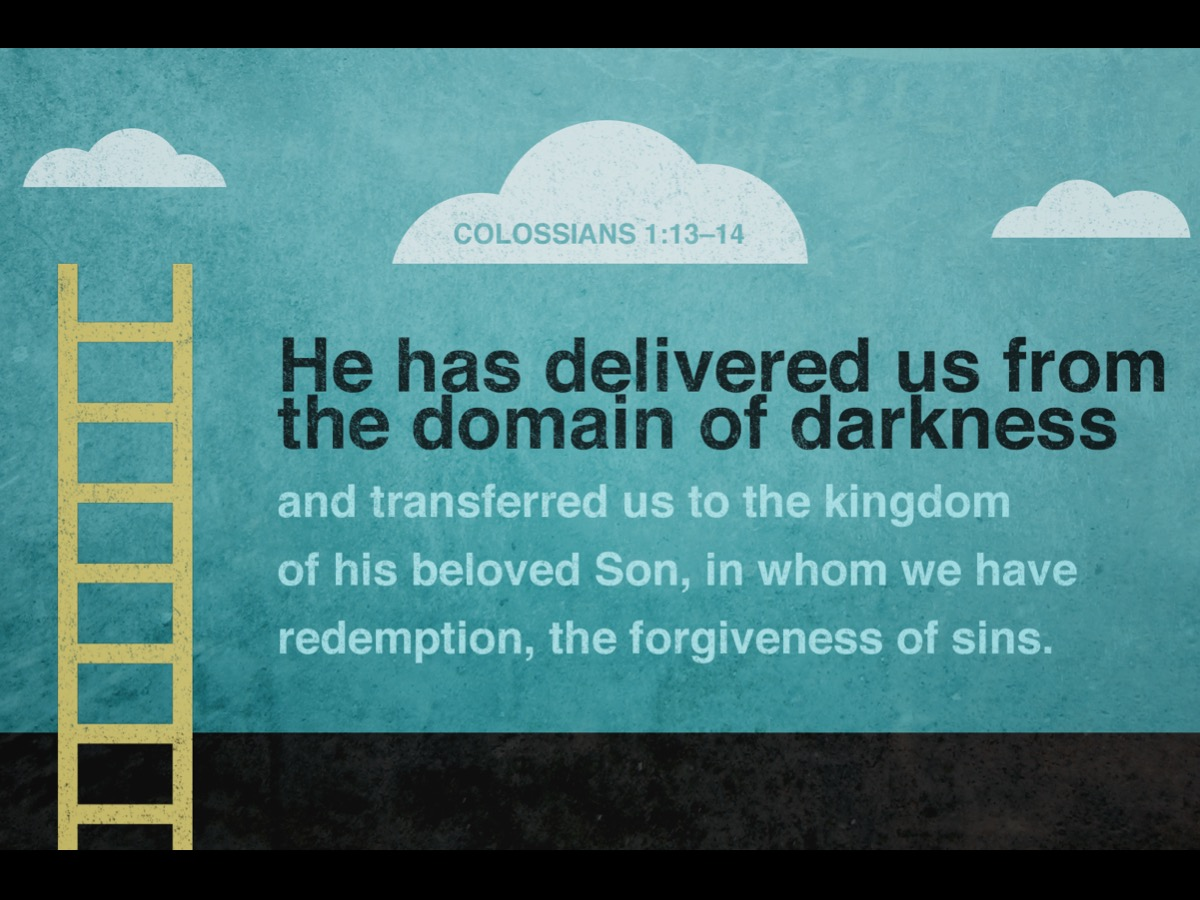 COLOSSIANS 1:13–14
He has delivered us from
the domain of darkness
and transferred us to the kingdom
of his beloved Son, in whom we have
redemption, the forgiveness of sins.